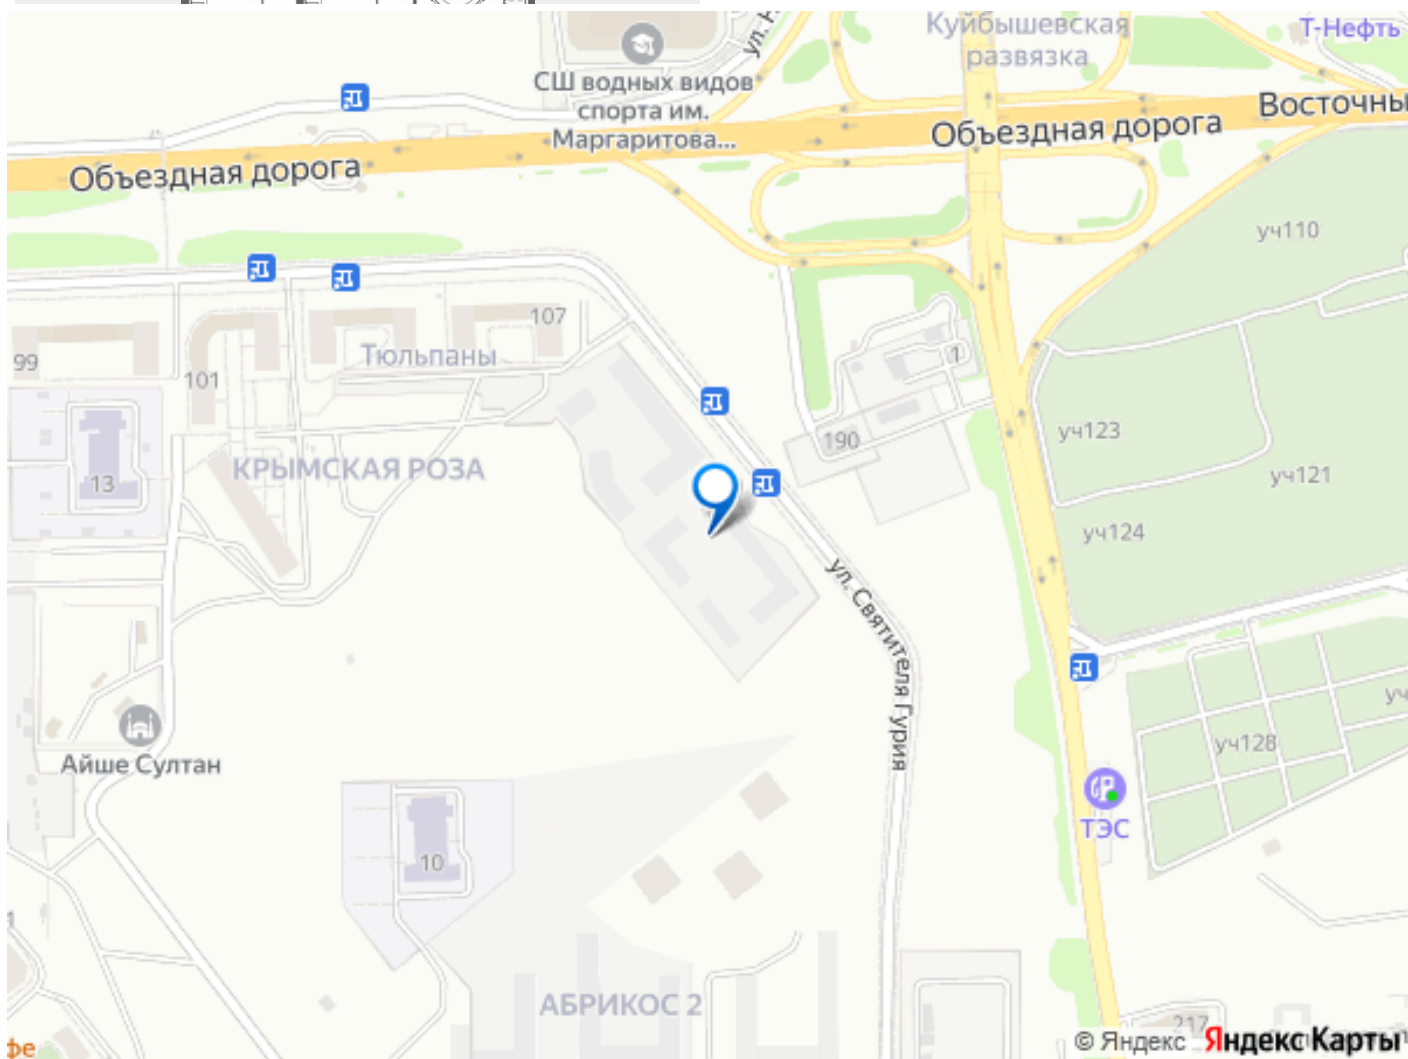 Куйбышевская
развязка
Т-Нефть
СШ водных видов
спорта им.
Маргаритова...
Объездная дорога
Объездная дорога
Восточны
уч110
107
Тюльпаны
99
101
1
190
уч123
КРЫМСКАЯ РОЗА
13
уч121
уч124
ул. Святителя Гурия
Айше Султан
уч128
уч
ТЭС
10
АБРИКОС 2
217
фе
© Яндекс Яндекс Карты